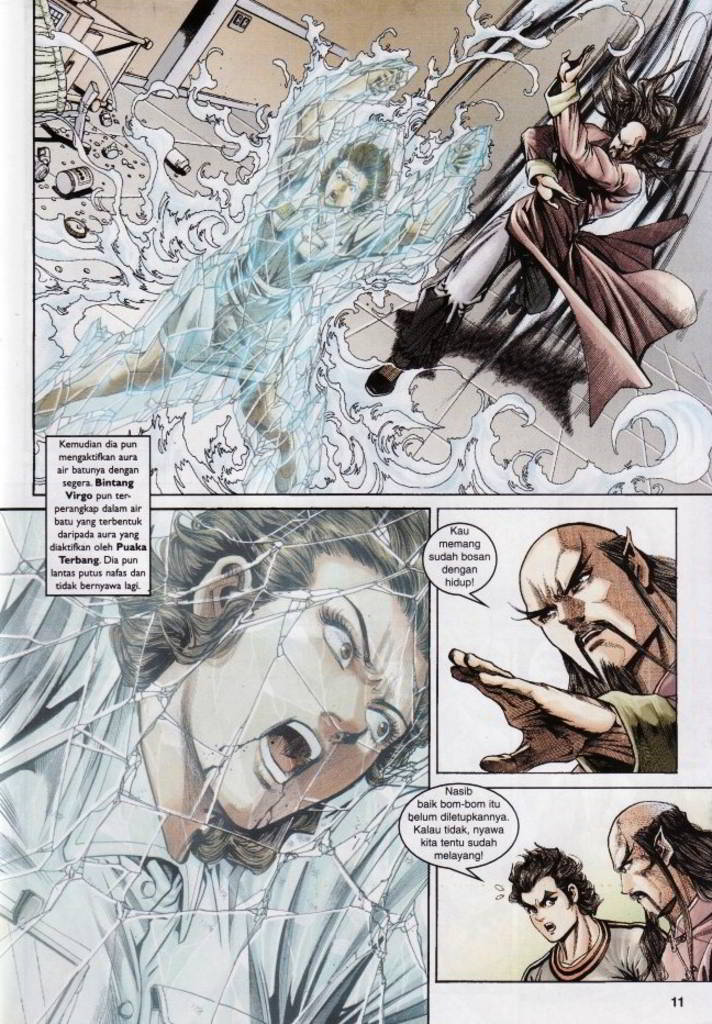 Kemudian dia pun
mengaktifkan aura
air batunya dengan
segera. Bintang
Virgo pun ter-
perangkap dalam air
batu yang terbentuk
daripada aura yang
diaktifkan oleh Puaka
Terbang. Dia pun
lantas putus nafas dan
tidak bernyawa lagi.
Kau
memang
sudah bosan
dengan
hidup!
Nasib
baik bom-bom itu
belum diletupkannya.
Kalau tidak, nyawa
kita tentu sudah
melayang!
11